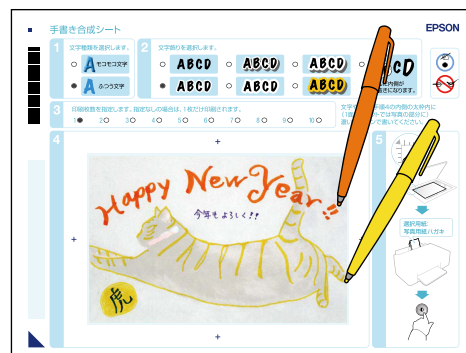 手書き合成シート
EPSON
1 文字種類を選択します。
A モコモコ文字
A ふつう文字
2 文字飾りを選択します。
ABCD ABCD ABCD CD
ABCD ABCD ABCD
3 印刷枚数を指定します。指定なしの場合は、1枚だけ印刷されます。
1 2 3 4 5 6 7 8 9 10
4
Happy New Year!!
今年もよろしく!!
虎
5
選択用紙:
写真用紙ハガキ